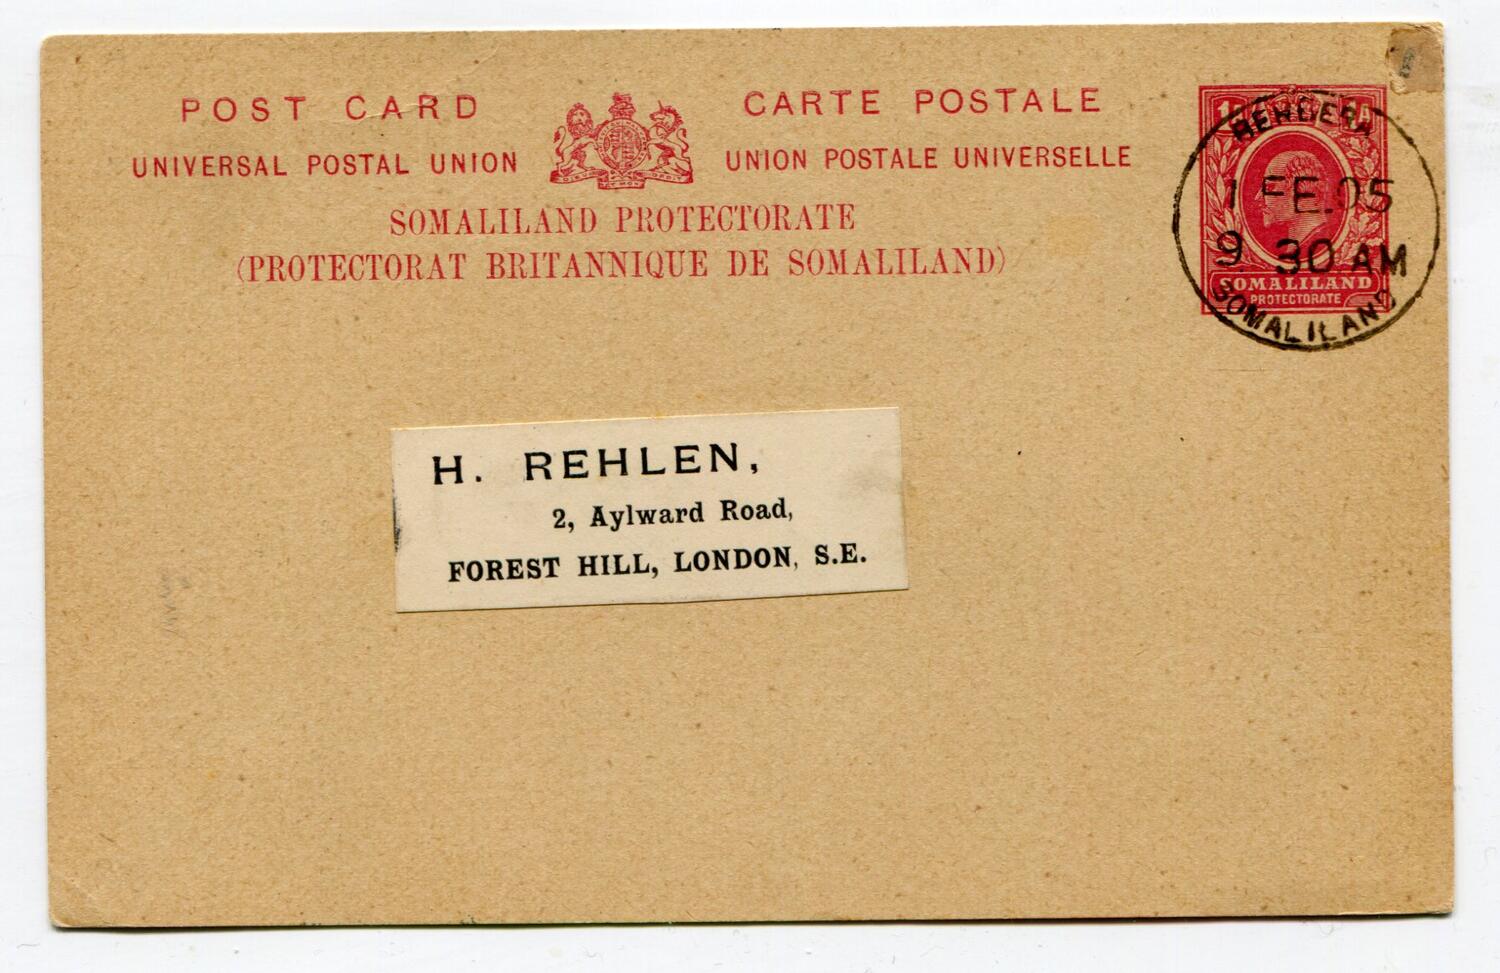 POST CARD
CARTE POSTALE
UNIVERSAL POSTAL UNION
UNION POSTALE UNIVERSELLE
SOMALILAND PROTECTORATE
(PROTECTORAT BRITANNIQUE DE SOMALILAND)
1 FE.05
9 30 AM
SOMALILAND
PROTECTORATE
SOMALILAND
H. REHLEN,
2, Aylward Road,
FOREST HILL, LONDON, S.E.